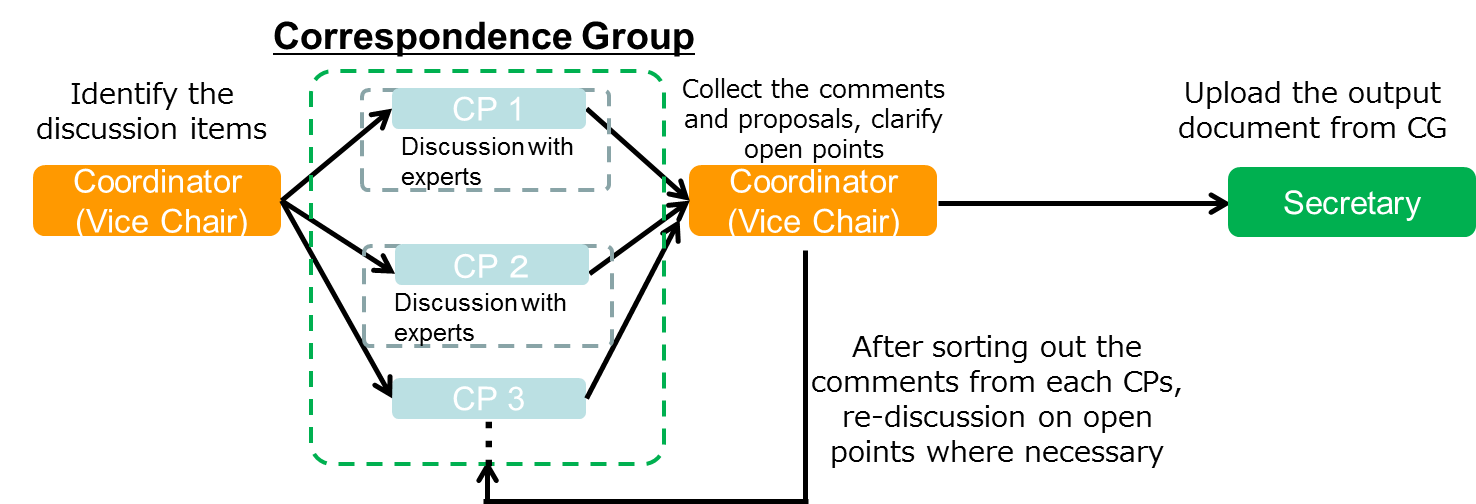 Correspondence Group
Identify the
discussion items
Coordinator
(Vice Chair)
CP 1
Discussion with
experts
CP 2
Discussion with
experts
CP 3
Collect the comments
and proposals, clarify
open points
Coordinator
(Vice Chair)
Upload the output
document from CG
Secretary
After sorting out the
comments from each CPs,
re-discussion on open
points where necessary